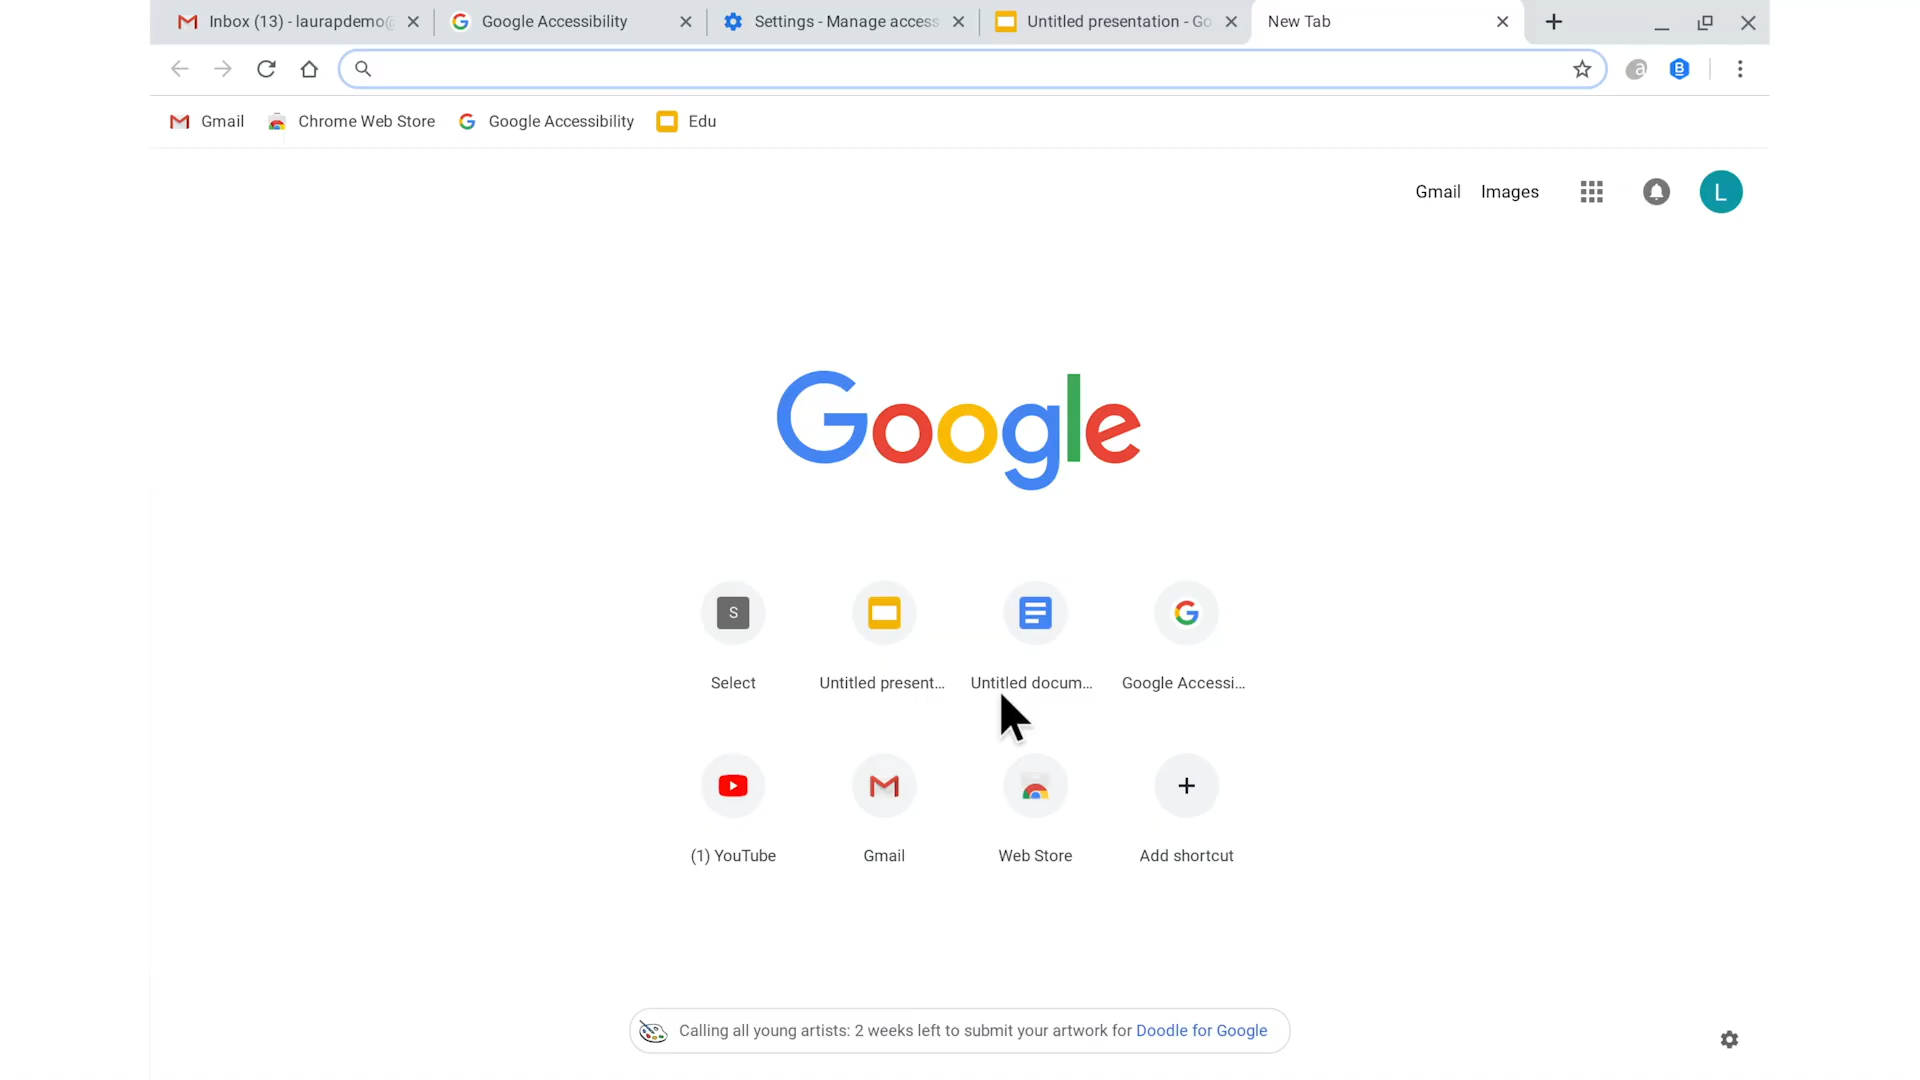 Inbox (13) - laurapdemo@
Google Accessibility
Settings - Manage access
Untitled presentation - Go
New Tab
Gmail
Chrome Web Store
Google Accessibility
Edu
Gmail
Images
L
Google
S
Select
Untitled present...
Untitled docum...
Google Accessi...
(1) YouTube
Gmail
Web Store
Add shortcut
Calling all young artists: 2 weeks left to submit your artwork for Doodle for Google